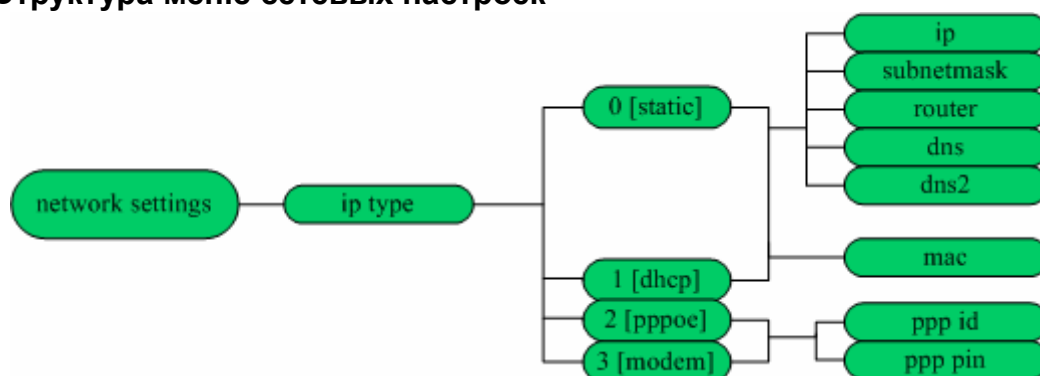 Структура меню сетевых настроек
network settings
ip type
0 [static]
1 [dhcp]
2 [pppoe]
3 [modem]
ip
subnetmask
router
dns
dns2
mac
ppp id
ppp pin